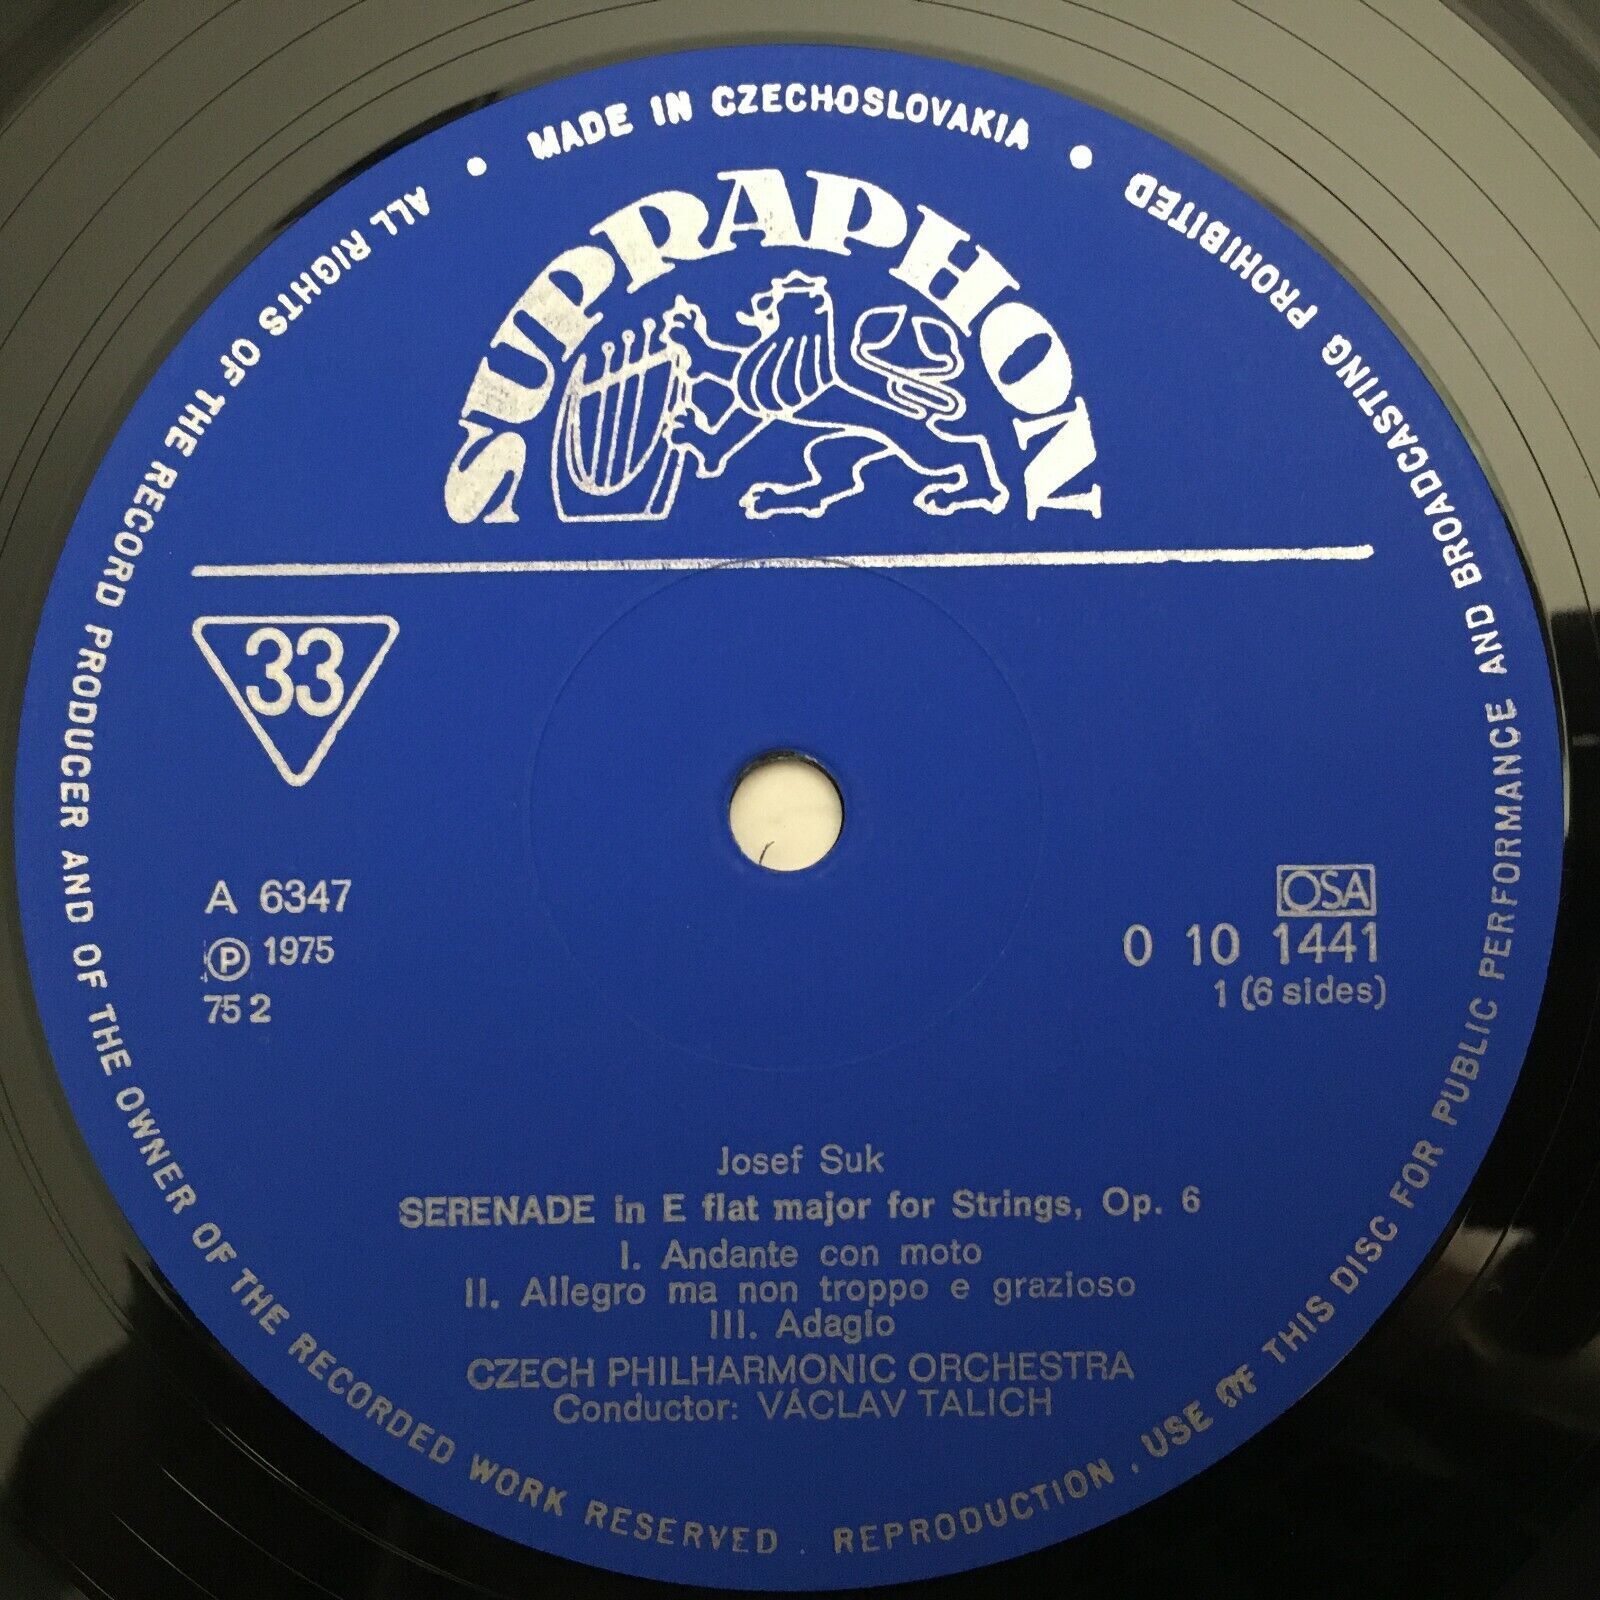 MADE IN CZECHOSLOVAKIA •
ALL RIGHTS OF THE RECORD PRODUCER AND OF THE OWNER OF THE RECORDED WORK RESERVED . REPRODUCTION . USE OF THIS DISC FOR PUBLIC PERFORMANCE AND BROADCASTING PROHIBITED
SUPRAPHON
33
A 6347
Ⓟ 1975
75 2
OSA
0 10 1441
1 (6 sides)
Josef Suk
SERENADE in E flat major for Strings, Op. 6
I. Andante con moto
II. Allegro ma non troppo e grazioso
III. Adagio
CZECH PHILHARMONIC ORCHESTRA
Conductor: VÁCLAV TALICH